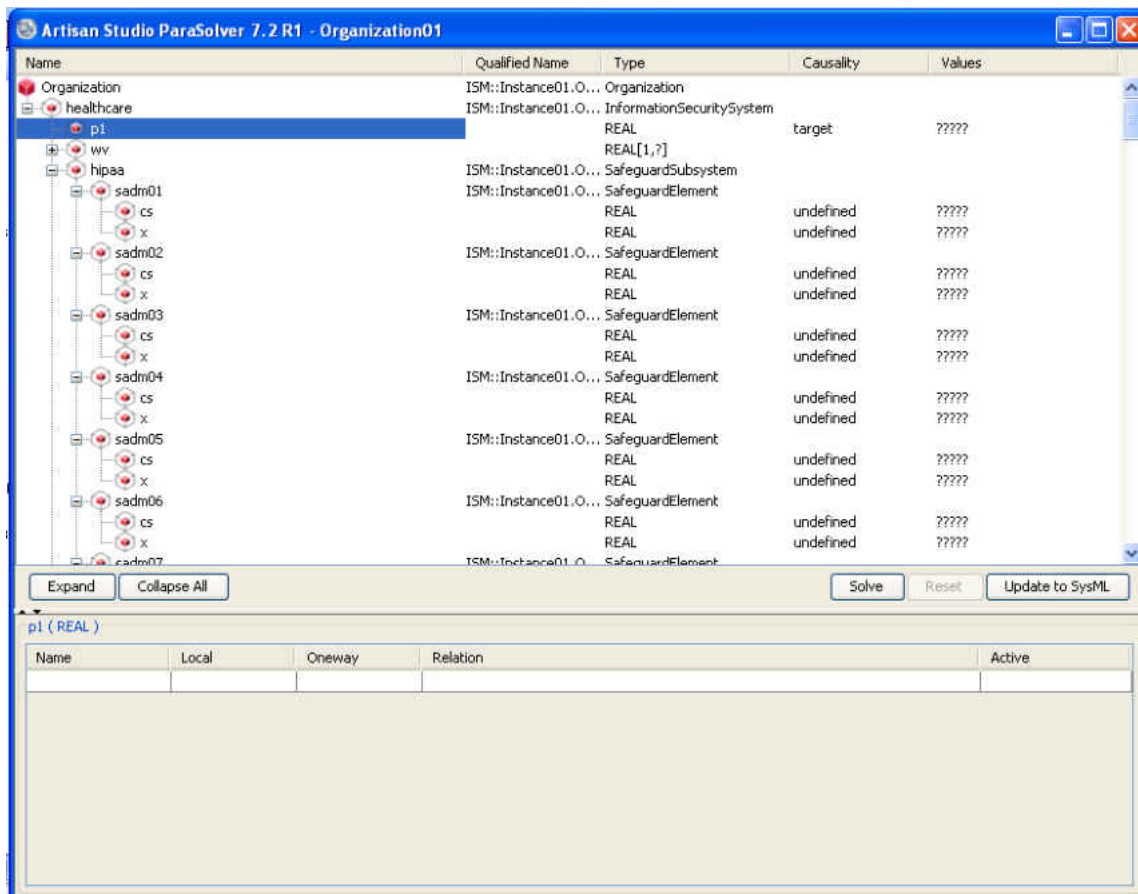 Artisan Studio ParaSolver 7.2 R1 - Organization01
Name Qualified Name Type Causality Values
Organization ISM::Instance01.O... Organization
healthcare ISM::Instance01.O... InformationSecuritySystem
p1 REAL target ?????
wv REAL[1,?]
hipaa ISM::Instance01.O... SafeguardSubsystem
sadm01 ISM::Instance01.O... SafeguardElement
cs REAL undefined ?????
x REAL undefined ?????
sadm02 ISM::Instance01.O... SafeguardElement
cs REAL undefined ?????
x REAL undefined ?????
sadm03 ISM::Instance01.O... SafeguardElement
cs REAL undefined ?????
x REAL undefined ?????
sadm04 ISM::Instance01.O... SafeguardElement
cs REAL undefined ?????
x REAL undefined ?????
sadm05 ISM::Instance01.O... SafeguardElement
cs REAL undefined ?????
x REAL undefined ?????
sadm06 ISM::Instance01.O... SafeguardElement
cs REAL undefined ?????
x REAL undefined ?????
sadm07 ISM::Instance01.O... SafeguardElement
Expand Collapse All Solve Reset Update to SysML
p1 ( REAL )
Name Local Oneway Relation Active